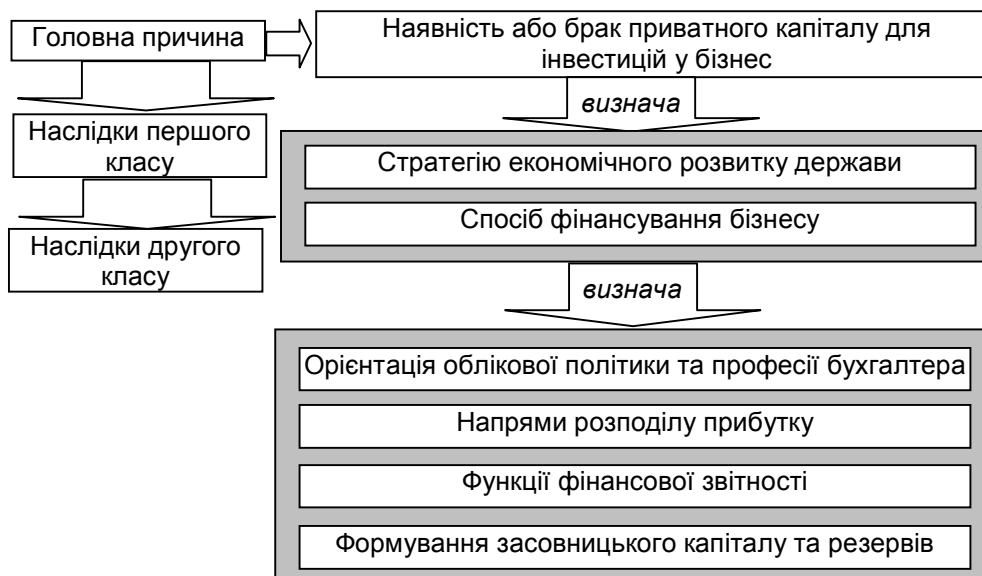 Головна причина
Наявність або брак приватного капіталу для
інвестицій у бізнес
визнача
Наслідки першого
класу
Стратегію економічного розвитку держави
Спосіб фінансування бізнесу
Наслідки другого
класу
визнача
Орієнтація облікової політики та професії бухгалтера
Напрями розподілу прибутку
Функції фінансової звітності
Формування засовницького капіталу та резервів